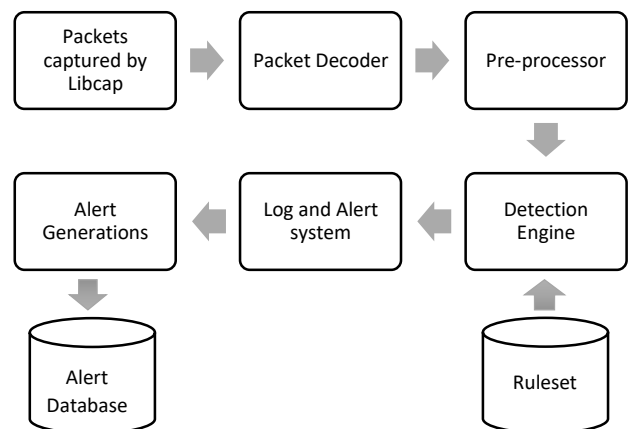 Packets
captured by
Libcap
Packet Decoder
Pre-processor
Alert
Generations
Log and Alert
system
Detection
Engine
Alert
Database
Ruleset